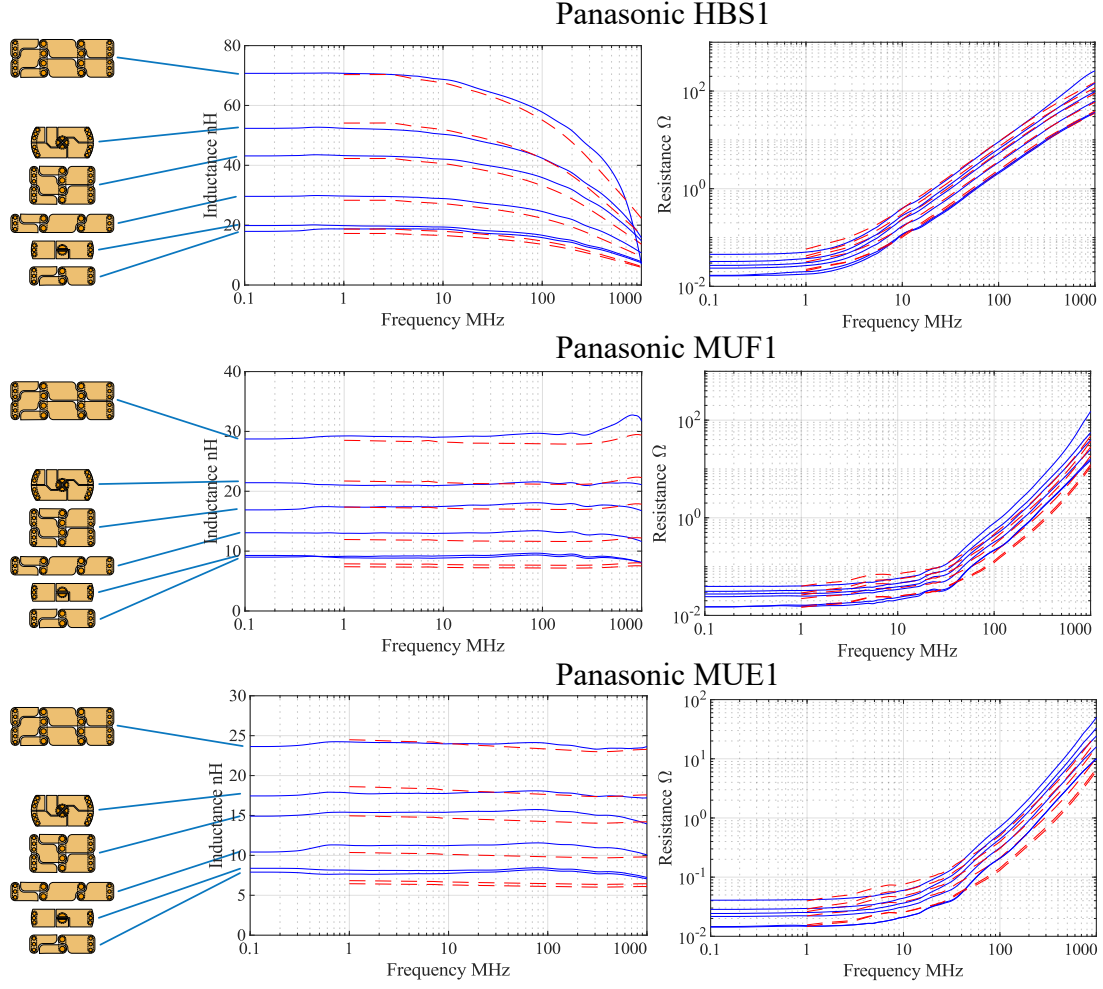 Panasonic HBS1
80
60
40
20
0
Inductance nH
0.1 1 10 100 1000
Frequency MHz
10^2
10^0
10^-2
Resistance Ω
0.1 1 10 100 1000
Frequency MHz
Panasonic MUF1
40
30
20
10
0
Inductance nH
0.1 1 10 100 1000
Frequency MHz
10^2
10^0
10^-2
Resistance Ω
0.1 1 10 100 1000
Frequency MHz
Panasonic MUE1
30
25
20
15
10
5
0
Inductance nH
0.1 1 10 100 1000
Frequency MHz
10^2
10^1
10^0
10^-1
10^-2
Resistance Ω
0.1 1 10 100 1000
Frequency MHz